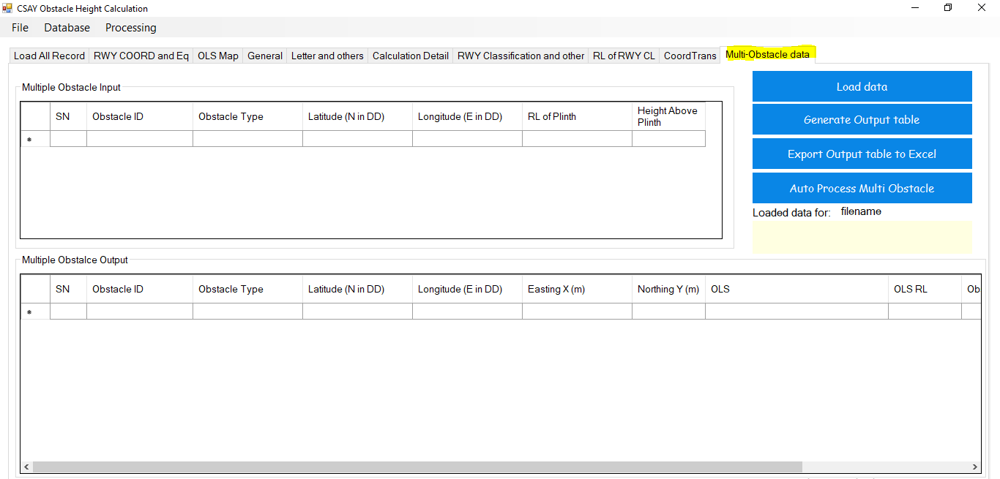 CSAY Obstacle Height Calculation
File Database Processing
Load All Record RWY COORD and Eq OLS Map General Letter and others Calculation Detail RWY Classification and other RL of RWY CL CoordTrans Multi-Obstacle data
Multiple Obstacle Input
SN Obstacle ID Obstacle Type Latitude (N in DD) Longitude (E in DD) RL of Plinth Height Above
Plinth
Load data
Generate Output table
Export Output table to Excel
Auto Process Multi Obstacle
Loaded data for: filename
Multiple Obstalce Output
SN Obstacle ID Obstacle Type Latitude (N in DD) Longitude (E in DD) Easting X (m) Northing Y (m) OLS OLS RL Ob